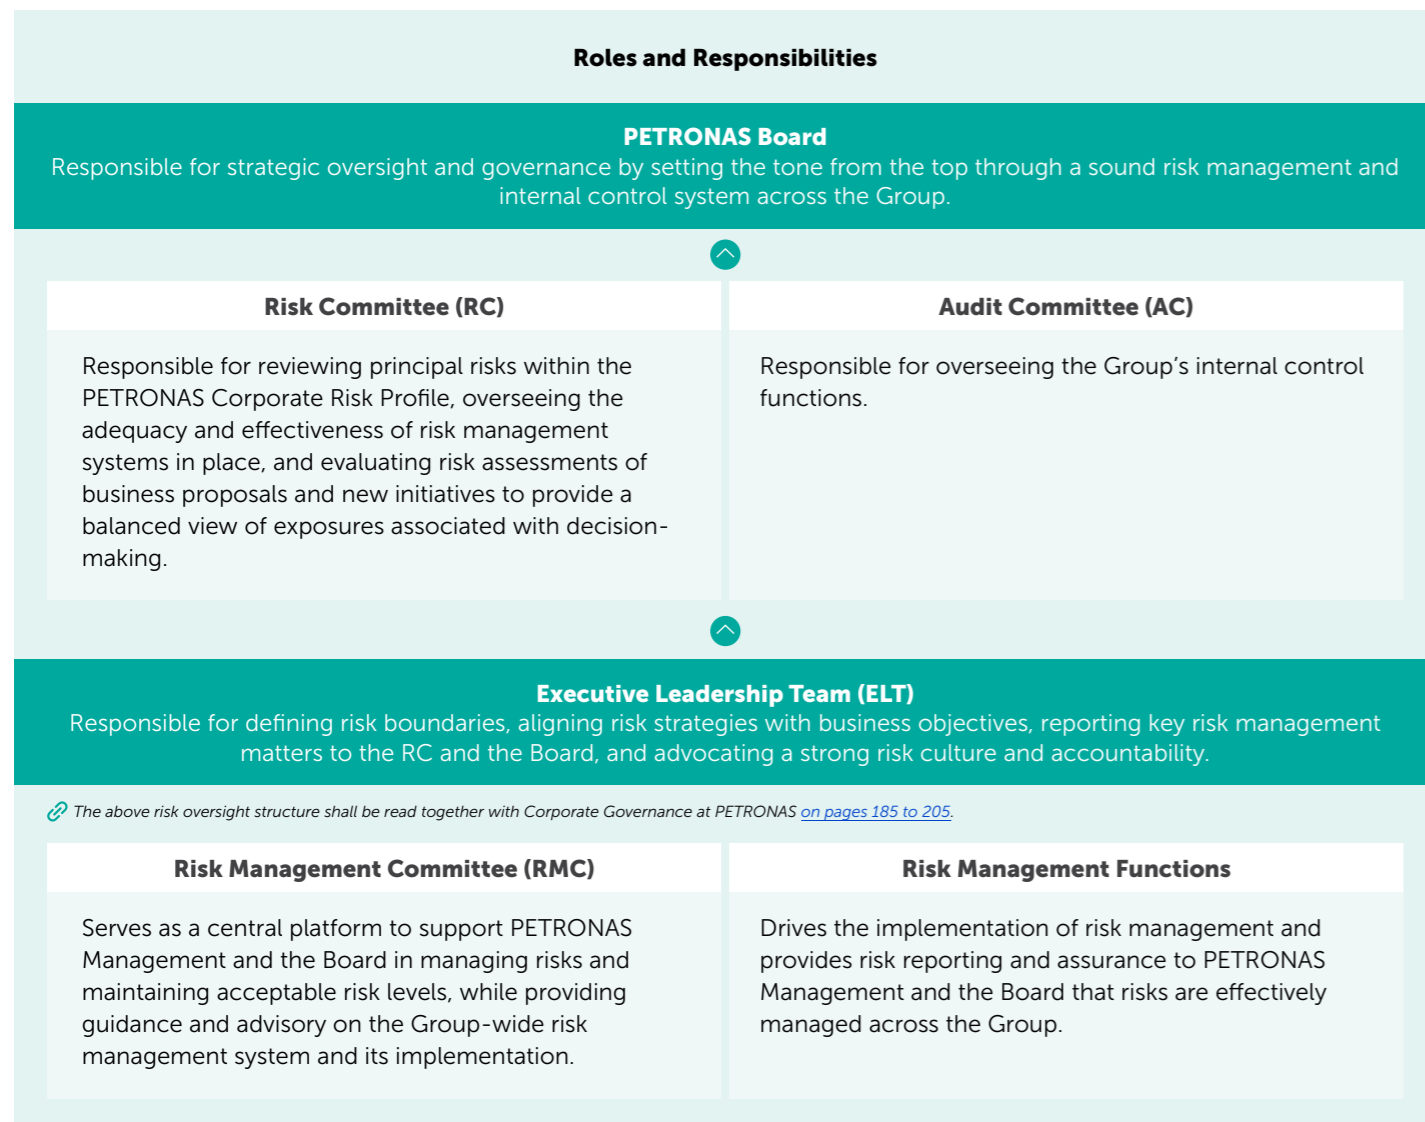 Roles and Responsibilities
PETRONAS Board
Responsible for strategic oversight and governance by setting the tone from the top through a sound risk management and
internal control system across the Group.
Risk Committee (RC)
Responsible for reviewing principal risks within the
PETRONAS Corporate Risk Profile, overseeing the
adequacy and effectiveness of risk management
systems in place, and evaluating risk assessments of
business proposals and new initiatives to provide a
balanced view of exposures associated with decision-
making.
Audit Committee (AC)
Responsible for overseeing the Group’s internal control
functions.
Executive Leadership Team (ELT)
Responsible for defining risk boundaries, aligning risk strategies with business objectives, reporting key risk management
matters to the RC and the Board, and advocating a strong risk culture and accountability.
The above risk oversight structure shall be read together with Corporate Governance at PETRONAS on pages 185 to 205.
Risk Management Committee (RMC)
Serves as a central platform to support PETRONAS
Management and the Board in managing risks and
maintaining acceptable risk levels, while providing
guidance and advisory on the Group-wide risk
management system and its implementation.
Risk Management Functions
Drives the implementation of risk management and
provides risk reporting and assurance to PETRONAS
Management and the Board that risks are effectively
managed across the Group.